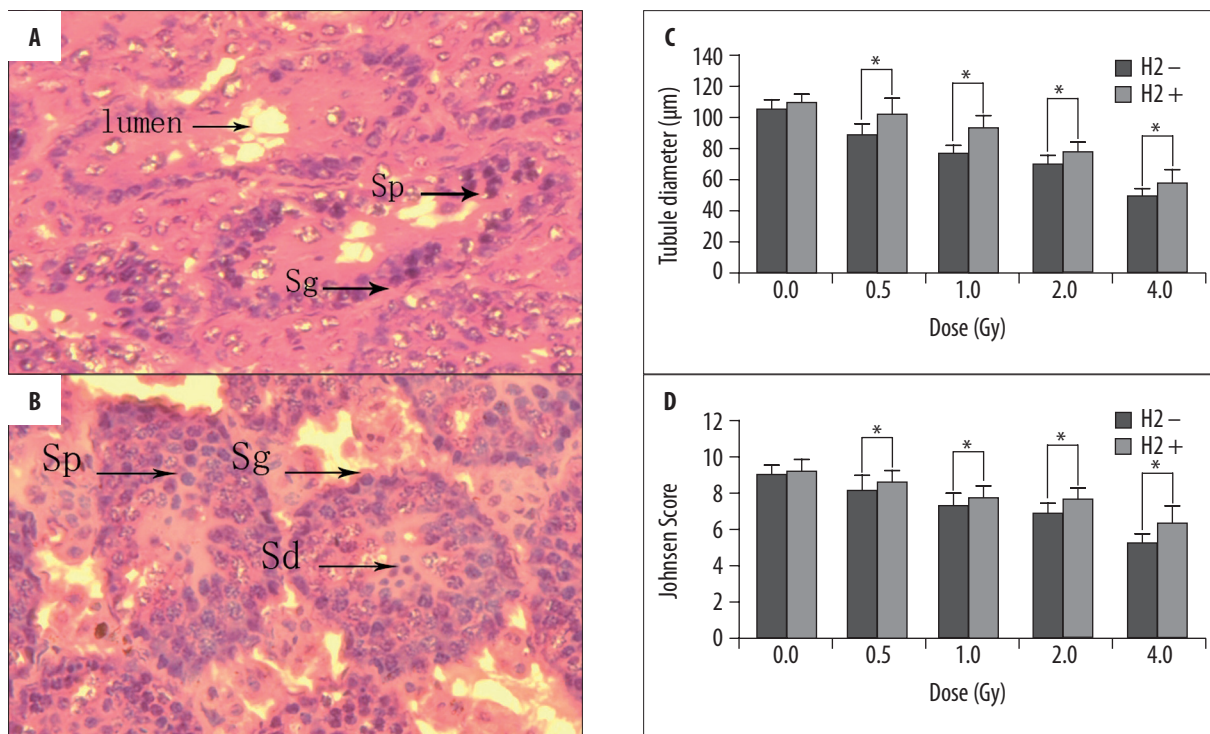 A
lumen
Sp
Sg
B
Sp
Sg
Sd
C
H2 –
H2 +
Tubule diameter (µm)
140
120
100
80
60
40
20
0
* * * *
0.0 0.5 1.0 2.0 4.0
Dose (Gy)
D
H2 –
H2 +
Johnsen Score
12
10
8
6
4
2
0
* * * *
0.0 0.5 1.0 2.0 4.0
Dose (Gy)